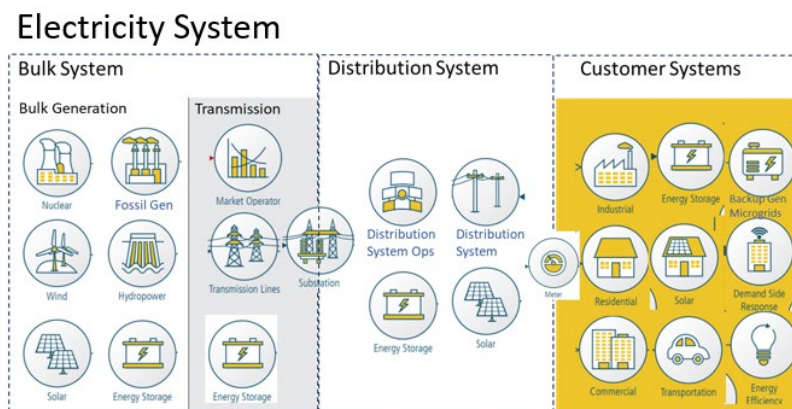 Electricity System
Bulk System
Distribution System
Customer Systems
Bulk Generation
Transmission
Nuclear
Fossil Gen
Market Operator
Industrial
Energy Storage
Backup Gen
Microgrids
Distribution
System Ops
Distribution
System
Wind
Hydropower
Transmission Lines
Substation
Meter
Residential
Solar
Demand Side
Response
Energy Storage
Solar
Solar
Energy Storage
Energy Storage
Commercial
Transportation
Energy
Efficiency